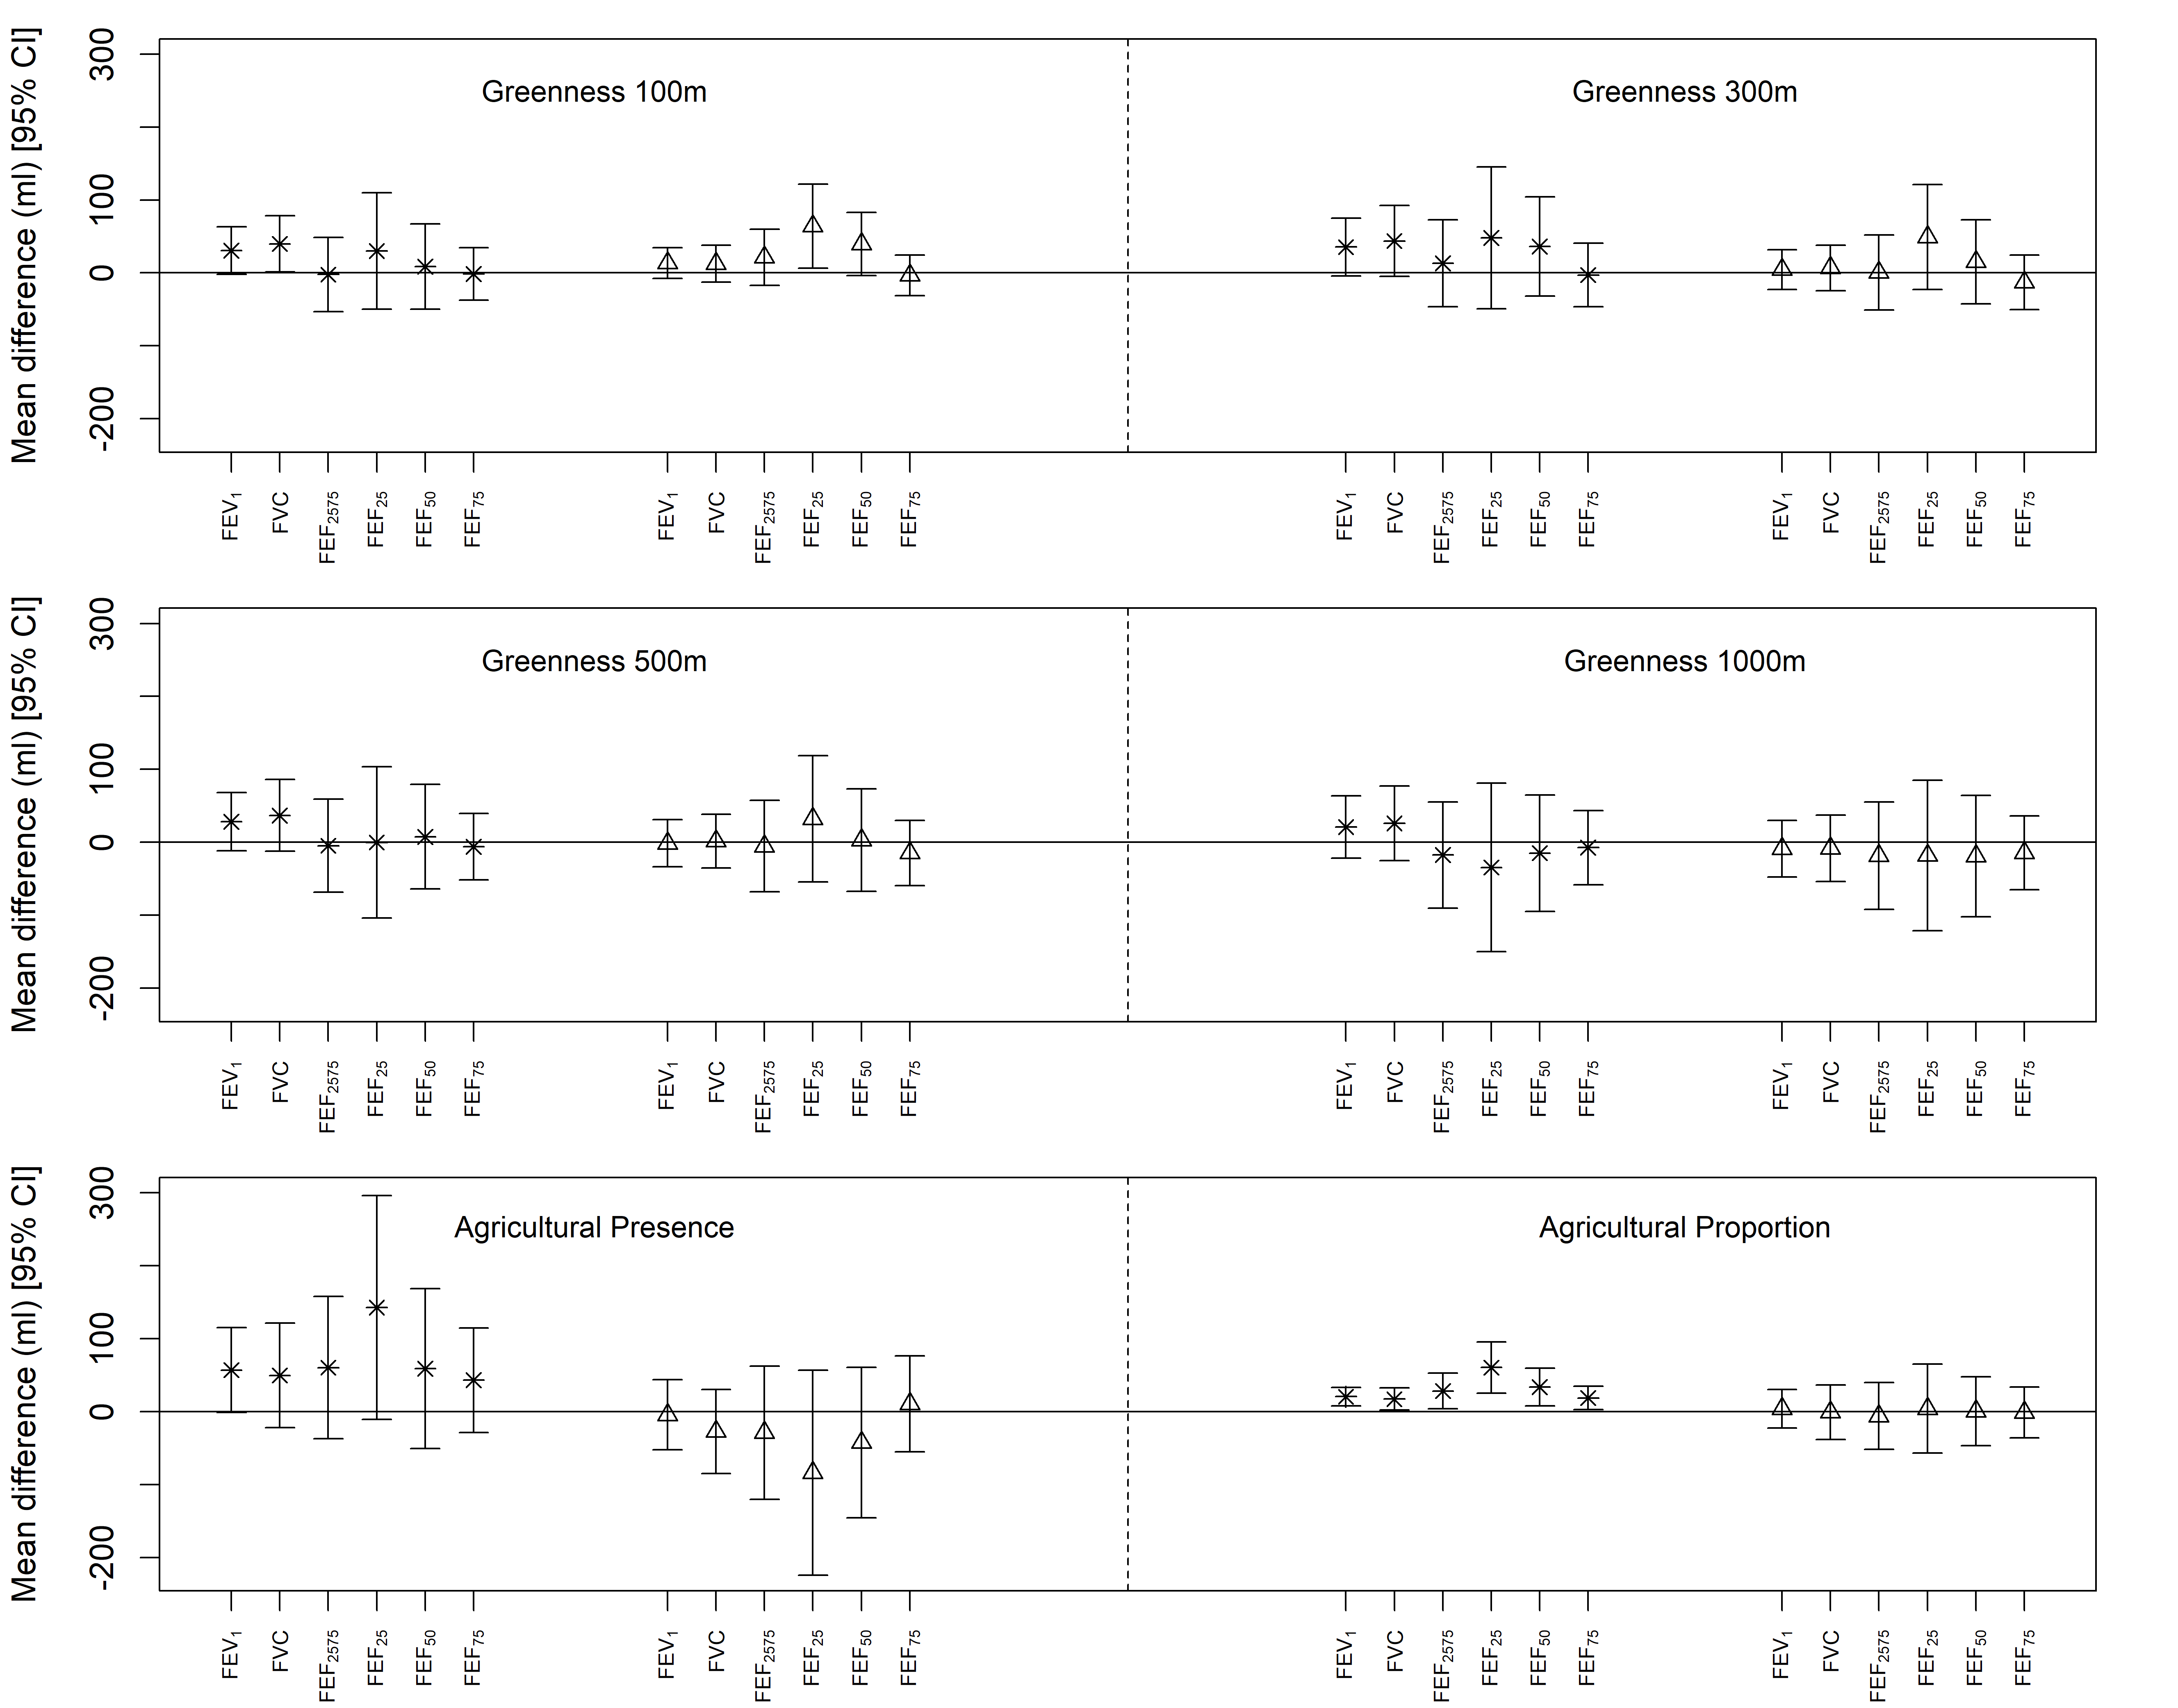 Mean difference (ml) [95% CI]
300
100
0
-200
Greenness 100m
Greenness 300m
FEV1 FVC FEF2575 FEF25 FEF50 FEF75 FEV1 FVC FEF2575 FEF25 FEF50 FEF75 FEV1 FVC FEF2575 FEF25 FEF50 FEF75 FEV1 FVC FEF2575 FEF25 FEF50 FEF75
Mean difference (ml) [95% CI]
300
100
0
-200
Greenness 500m
Greenness 1000m
FEV1 FVC FEF2575 FEF25 FEF50 FEF75 FEV1 FVC FEF2575 FEF25 FEF50 FEF75 FEV1 FVC FEF2575 FEF25 FEF50 FEF75 FEV1 FVC FEF2575 FEF25 FEF50 FEF75
Mean difference (ml) [95% CI]
300
100
0
-200
Agricultural Presence
Agricultural Proportion
FEV1 FVC FEF2575 FEF25 FEF50 FEF75 FEV1 FVC FEF2575 FEF25 FEF50 FEF75 FEV1 FVC FEF2575 FEF25 FEF50 FEF75 FEV1 FVC FEF2575 FEF25 FEF50 FEF75